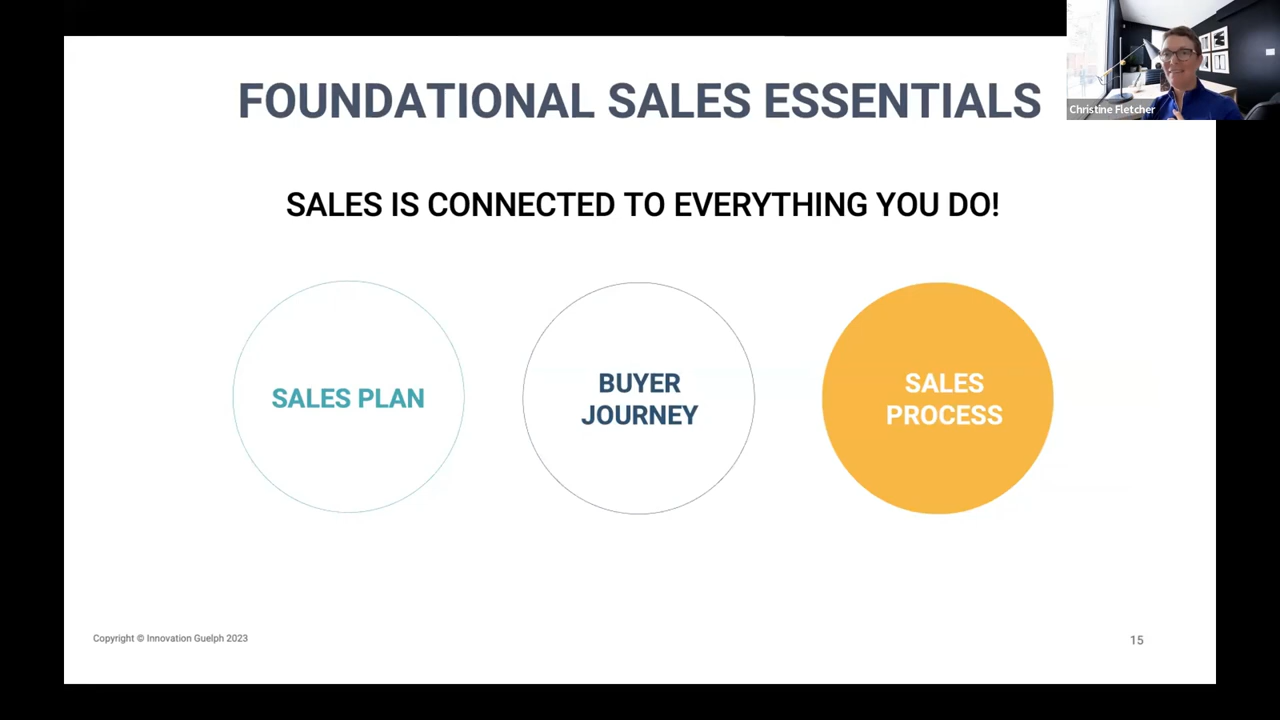 FOUNDATIONAL SALES ESSENTIALS
Christine Fletcher
SALES IS CONNECTED TO EVERYTHING YOU DO!
SALES PLAN
BUYER
JOURNEY
SALES
PROCESS
Copyright © Innovation Guelph 2023
15